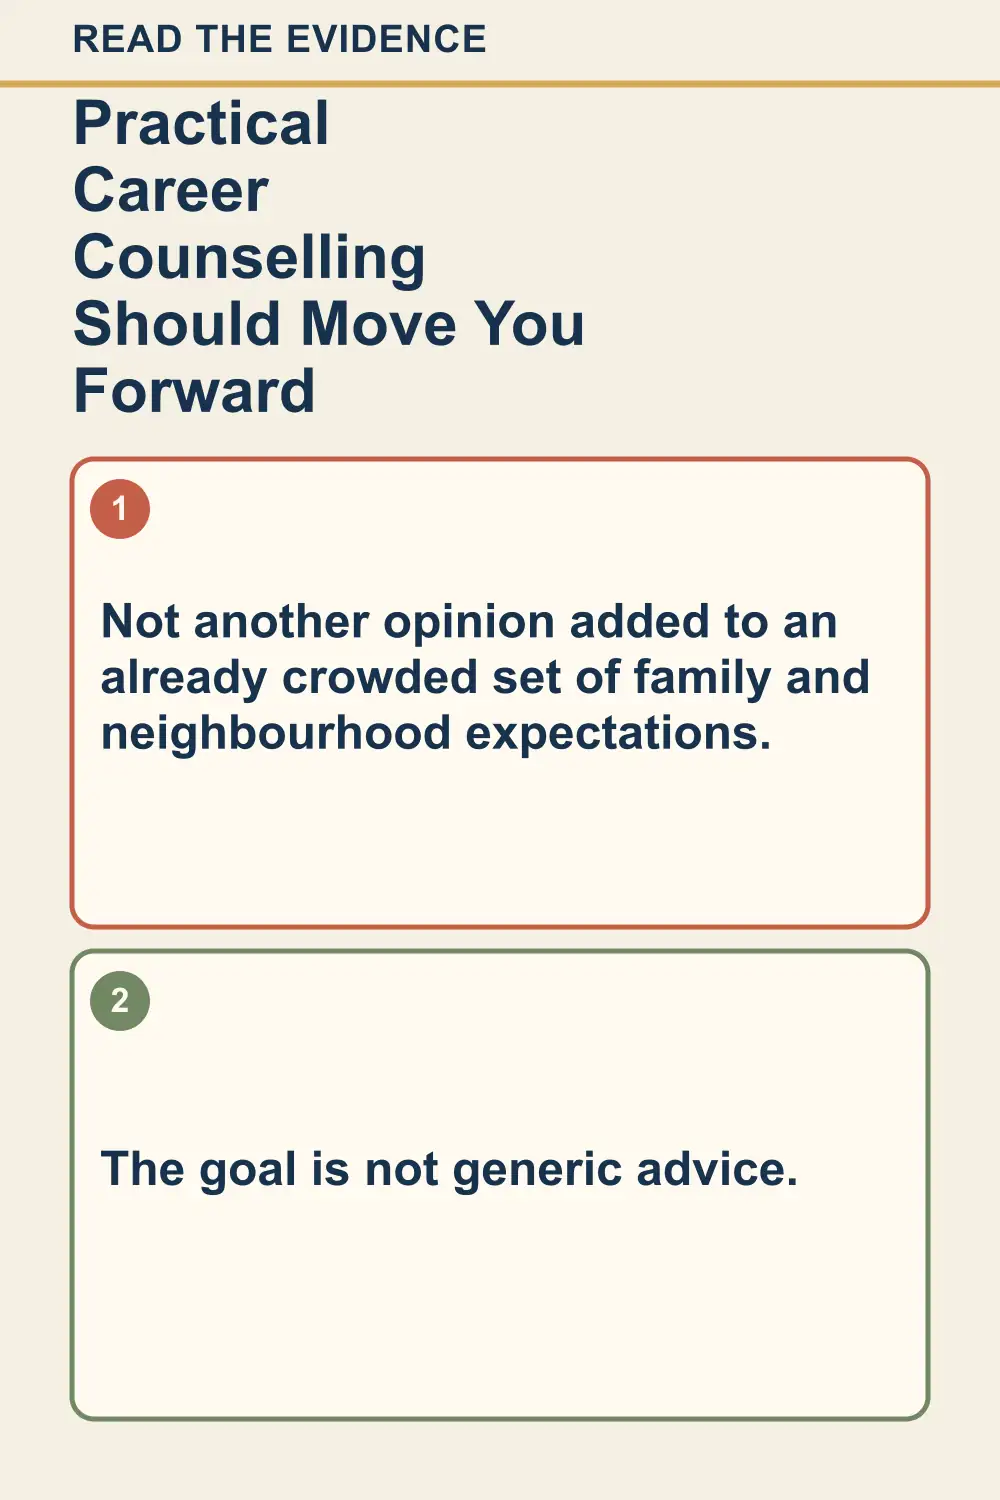 READ THE EVIDENCE
Practical
Career
Counselling
Should Move You
Forward
1
Not another opinion added to an
already crowded set of family and
neighbourhood expectations.
2
The goal is not generic advice.